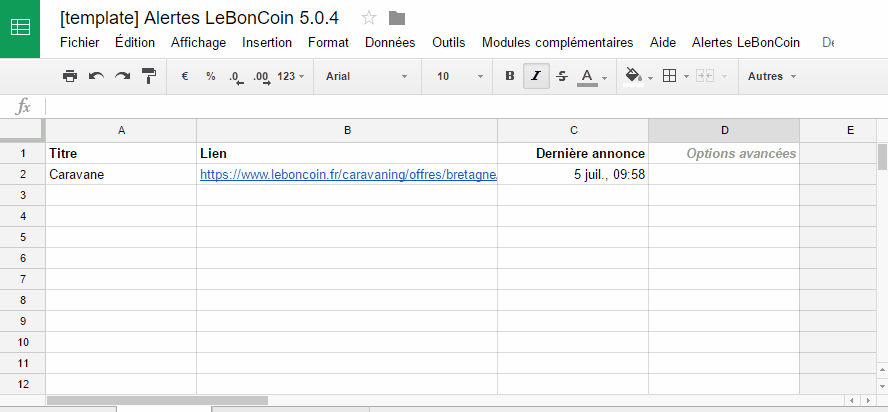 [template] Alertes LeBonCoin 5.0.4
Fichier Édition Affichage Insertion Format Données Outils Modules complémentaires Aide Alertes LeBonCoin
€ % .0 .00 123 Arial 10 B I S A Autres
fx
A B C D E
1 Titre Lien Dernière annonce Options avancées
2 Caravane https://www.leboncoin.fr/caravaning/offres/bretagne 5 juil., 09:58
3
4
5
6
7
8
9
10
11
12